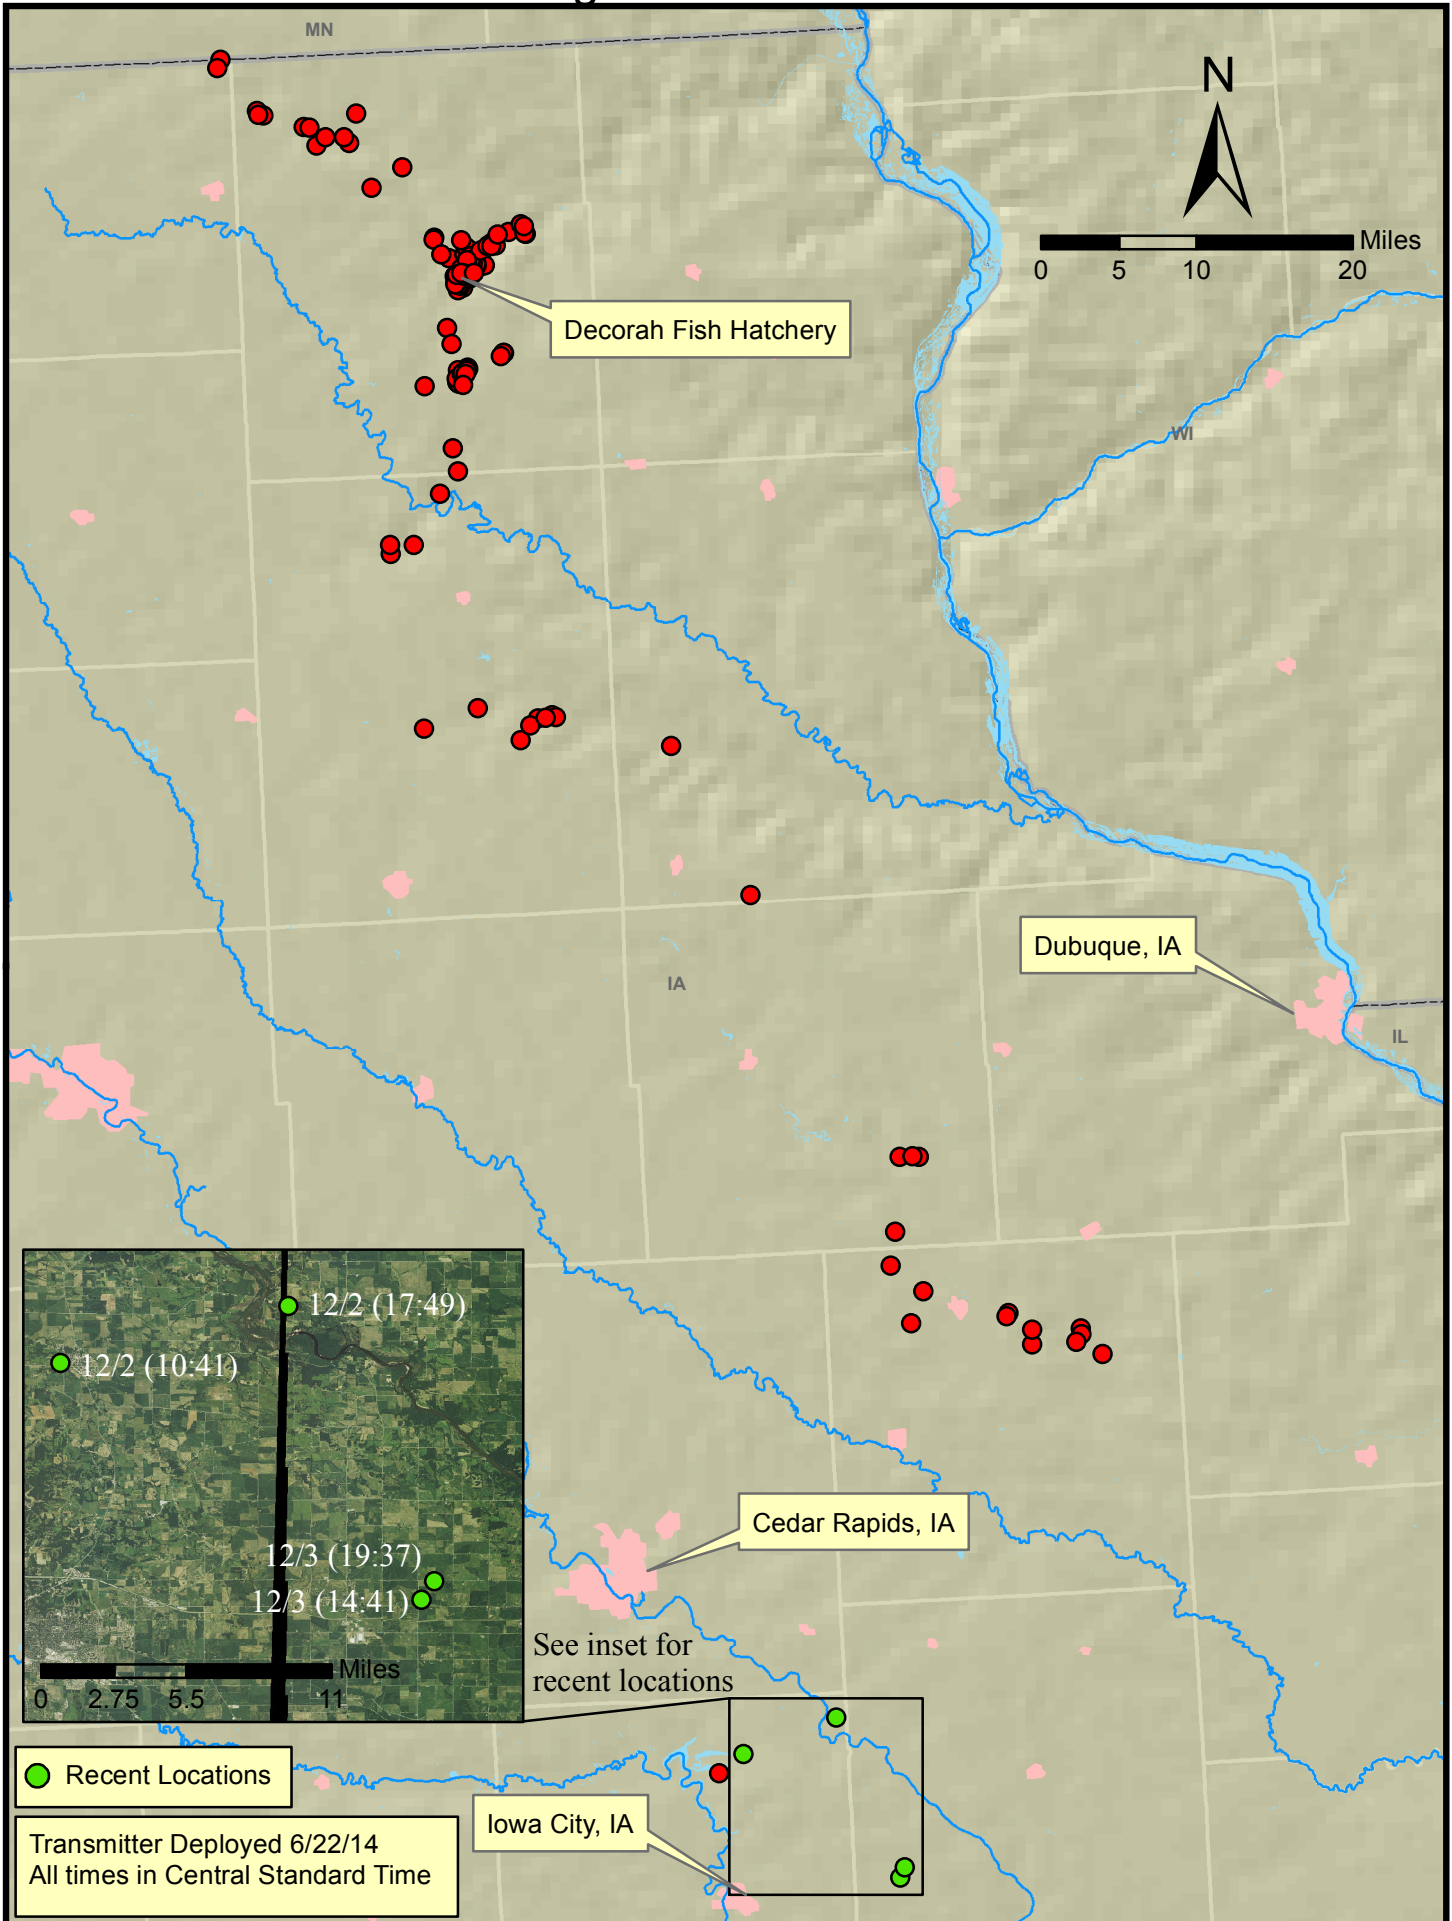 MN
N
Miles
0 5 10 20
Decorah Fish Hatchery
WI
Dubuque, IA
IA
IL
12/2 (17:49)
12/2 (10:41)
Cedar Rapids, IA
12/3 (19:37)
12/3 (14:41)
See inset for
recent locations
Miles
0 2.75 5.5 11
Recent Locations
Iowa City, IA
Transmitter Deployed 6/22/14
All times in Central Standard Time